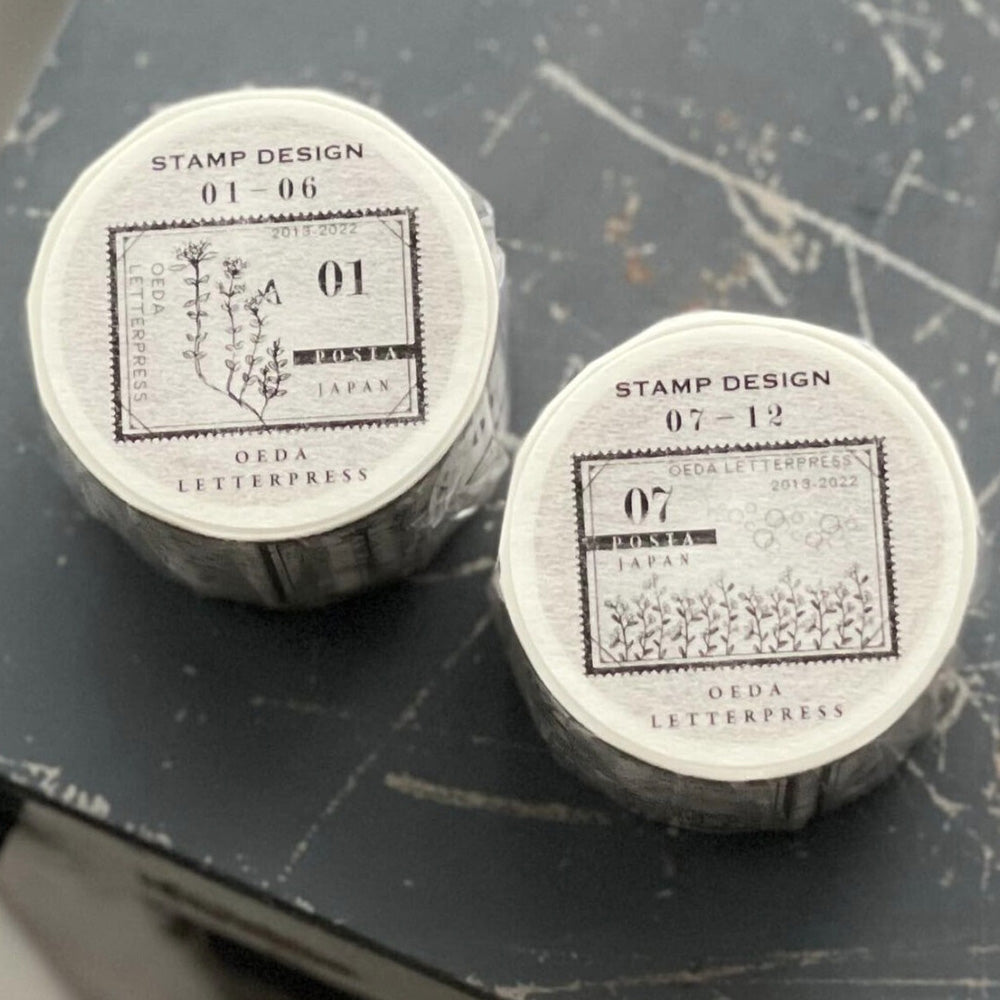 STAMP DESIGN
01-06
2013-2022
OEDA
LETTERPRESS
01
POSTA
JAPAN
OEDA
LETTERPRESS
STAMP DESIGN
07-12
OEDA LETTERPRESS
2013-2022
07
POSTA
JAPAN
OEDA
LETTERPRESS